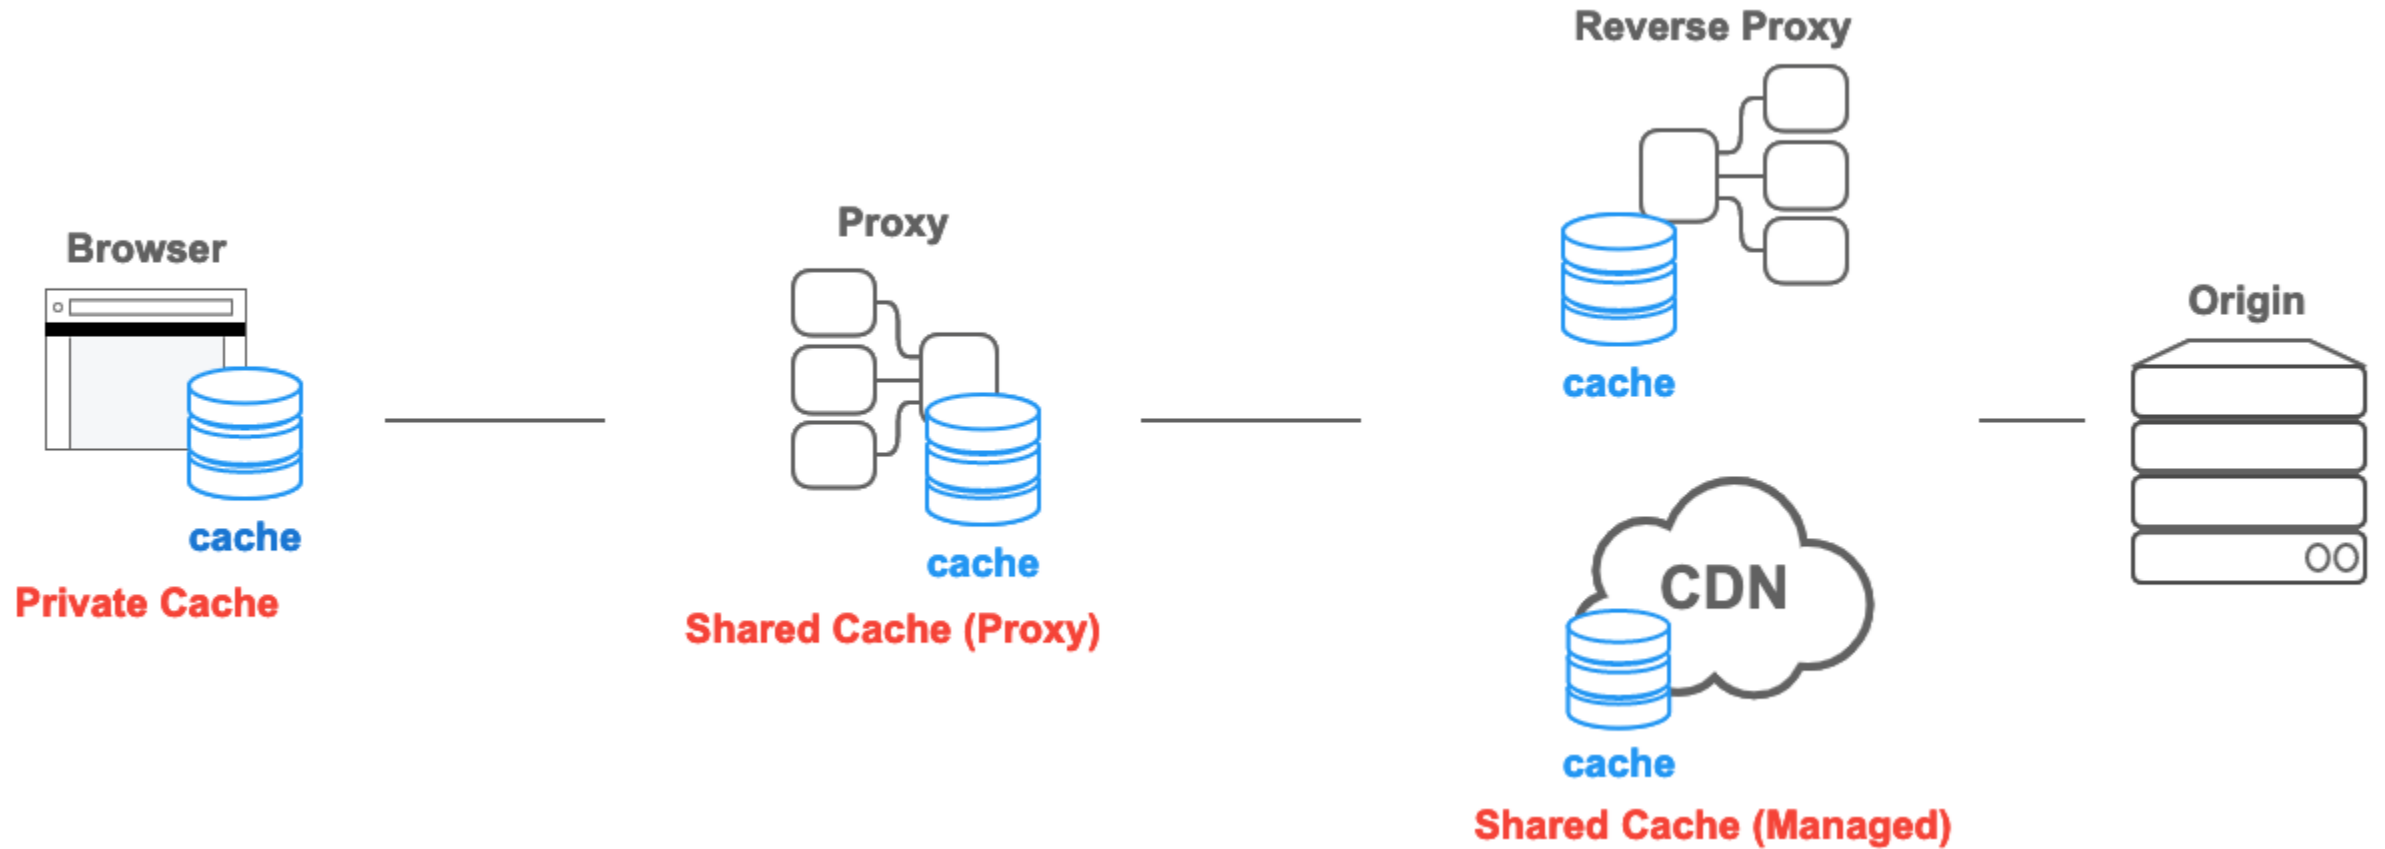 Browser
cache
Private Cache
Proxy
cache
Shared Cache (Proxy)
Reverse Proxy
cache
CDN
cache
Shared Cache (Managed)
Origin